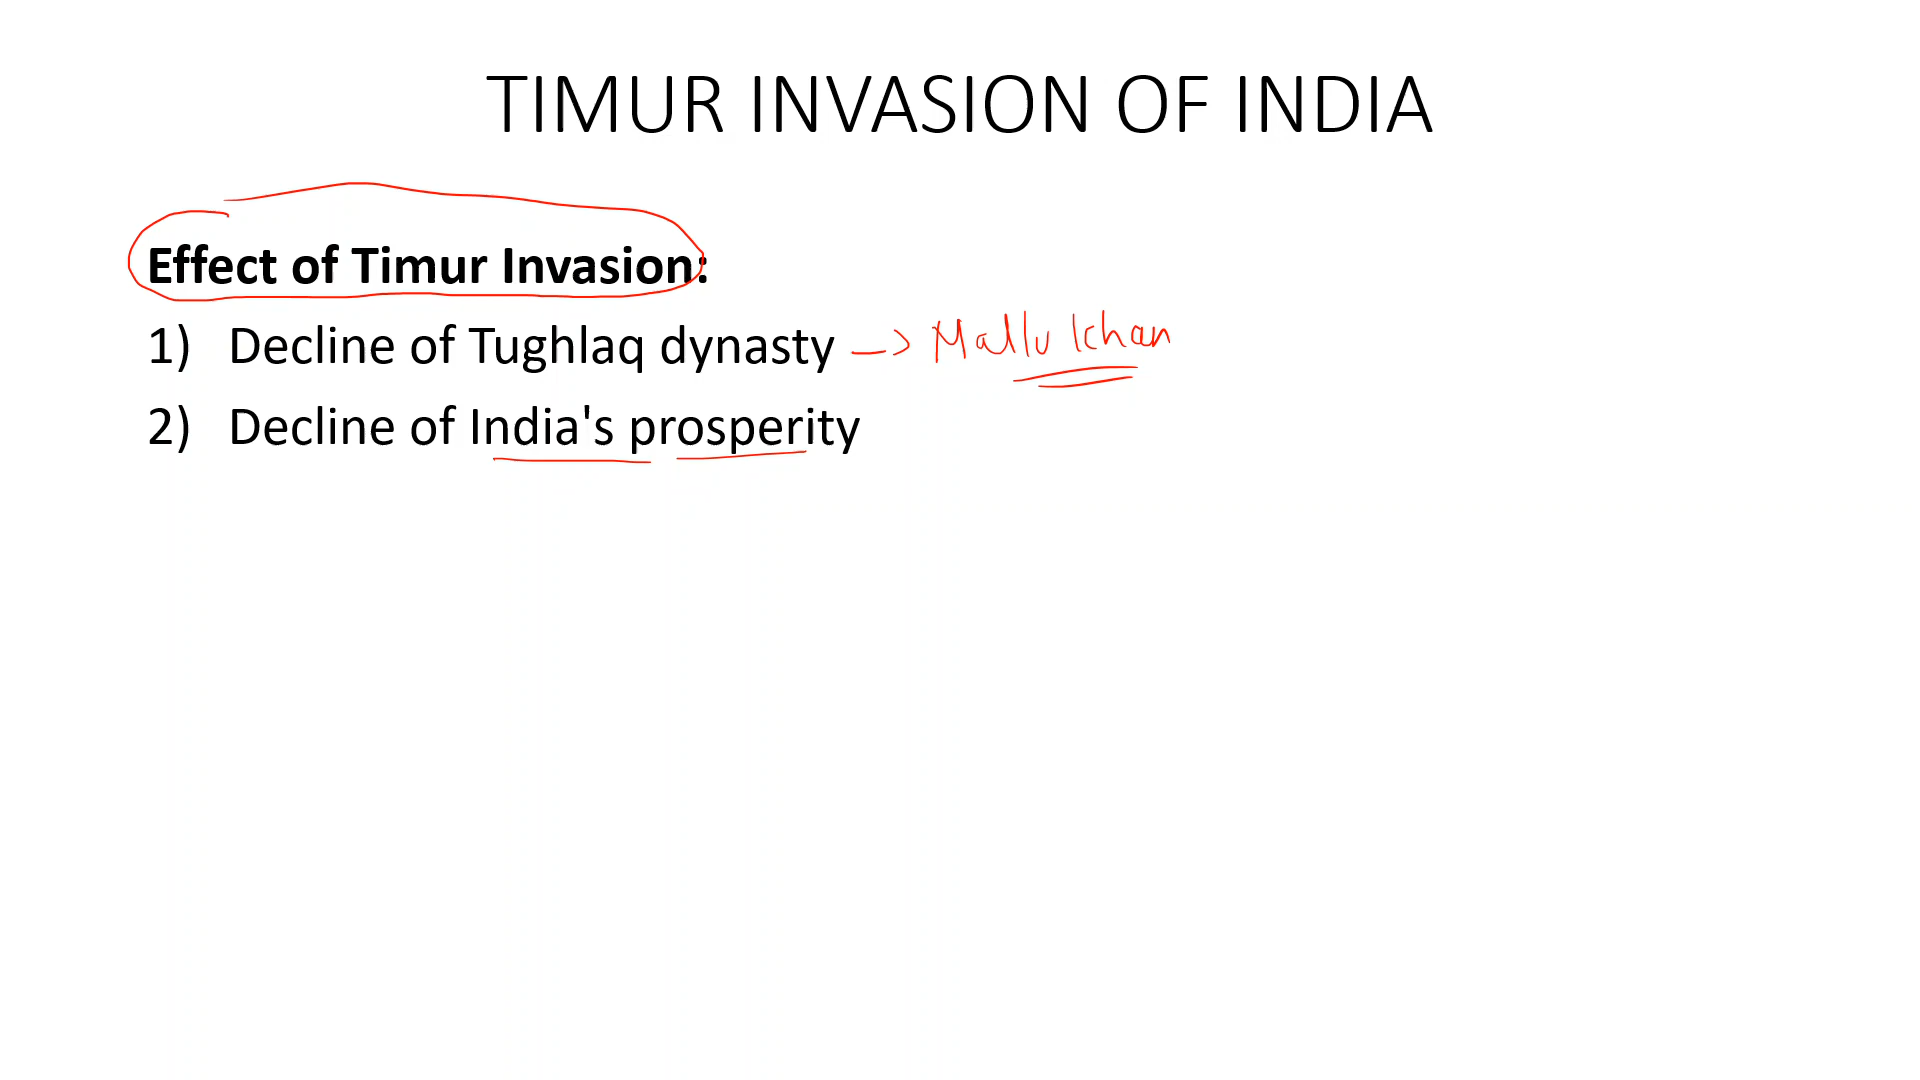 TIMUR INVASION OF INDIA
Effect of Timur Invasion:
1) Decline of Tughlaq dynasty → Mallu Khan
2) Decline of India's prosperity